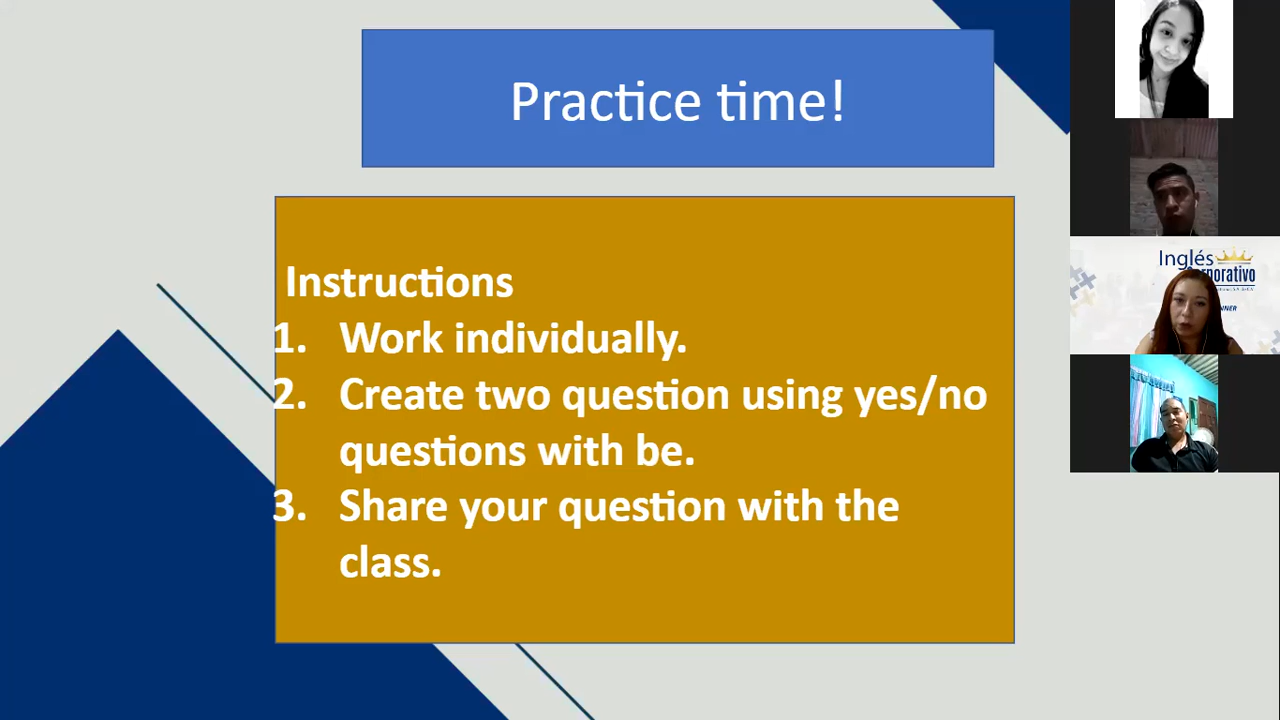 Practice time!
Instructions
1. Work individually.
2. Create two question using yes/no
questions with be.
3. Share your question with the
class.
Inglés